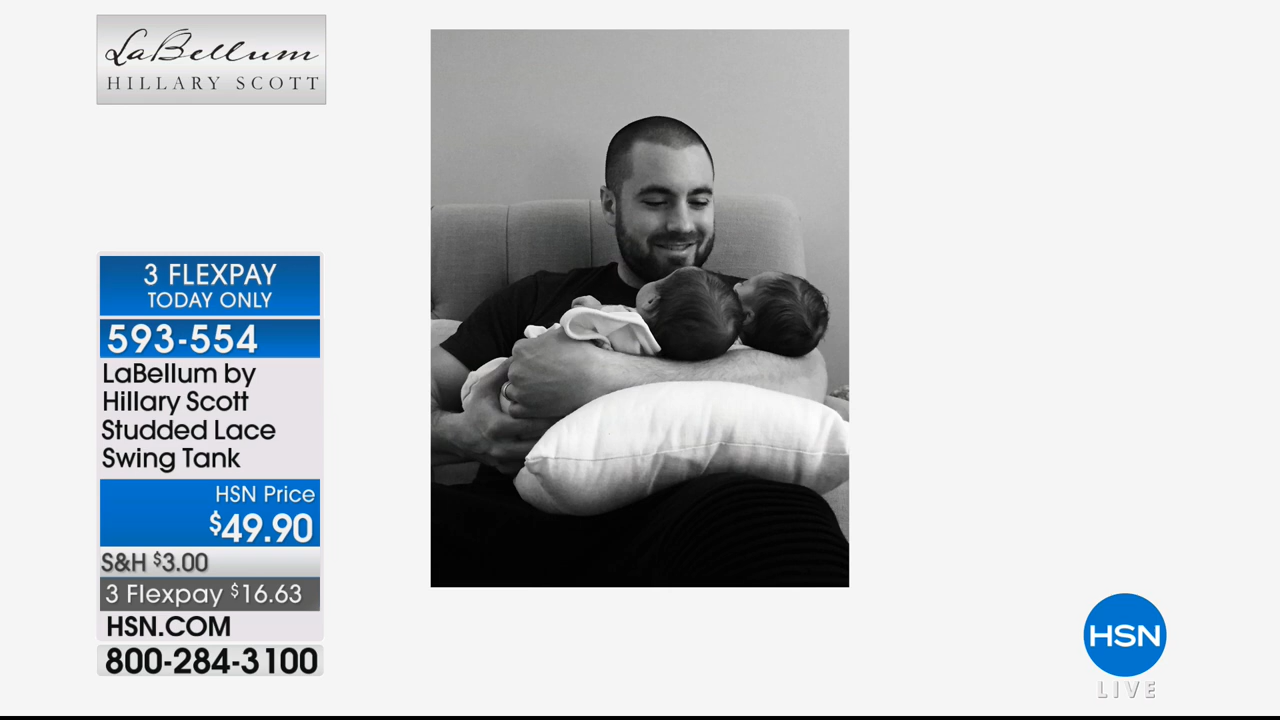 LaBellum
HILLARY SCOTT
3 FLEXPAY
TODAY ONLY
593-554
LaBellum by
Hillary Scott
Studded Lace
Swing Tank
HSN Price
$49.90
S&H $3.00
3 Flexpay $16.63
HSN.COM
800-284-3100
HSN
LIVE